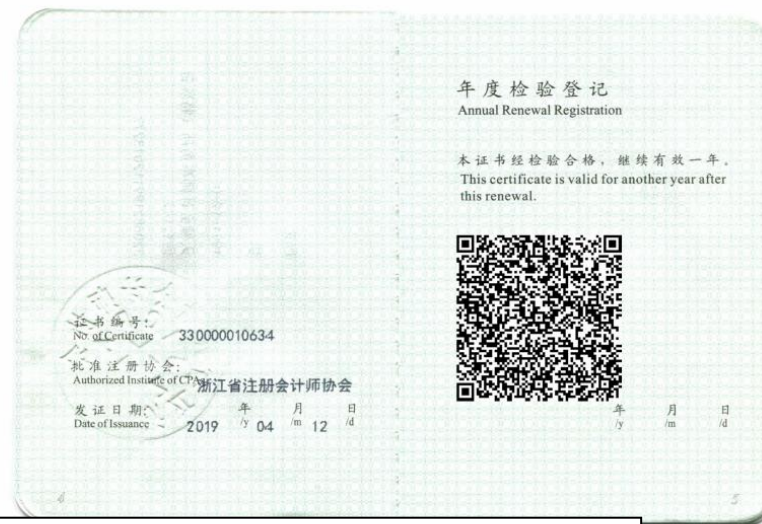 证书编号:
No. of Certificate
330000010634
批准注册协会:
Authorized Institute of CPAs
浙江省注册会计师协会
发证日期: 年 月 日
Date of Issuance 2019 /y 04 /m 12 /d
6
年度检验登记
Annual Renewal Registration
本证书经检验合格，继续有效一年。
This certificate is valid for another year after
this renewal.
年 月 日
/y /m /d
5